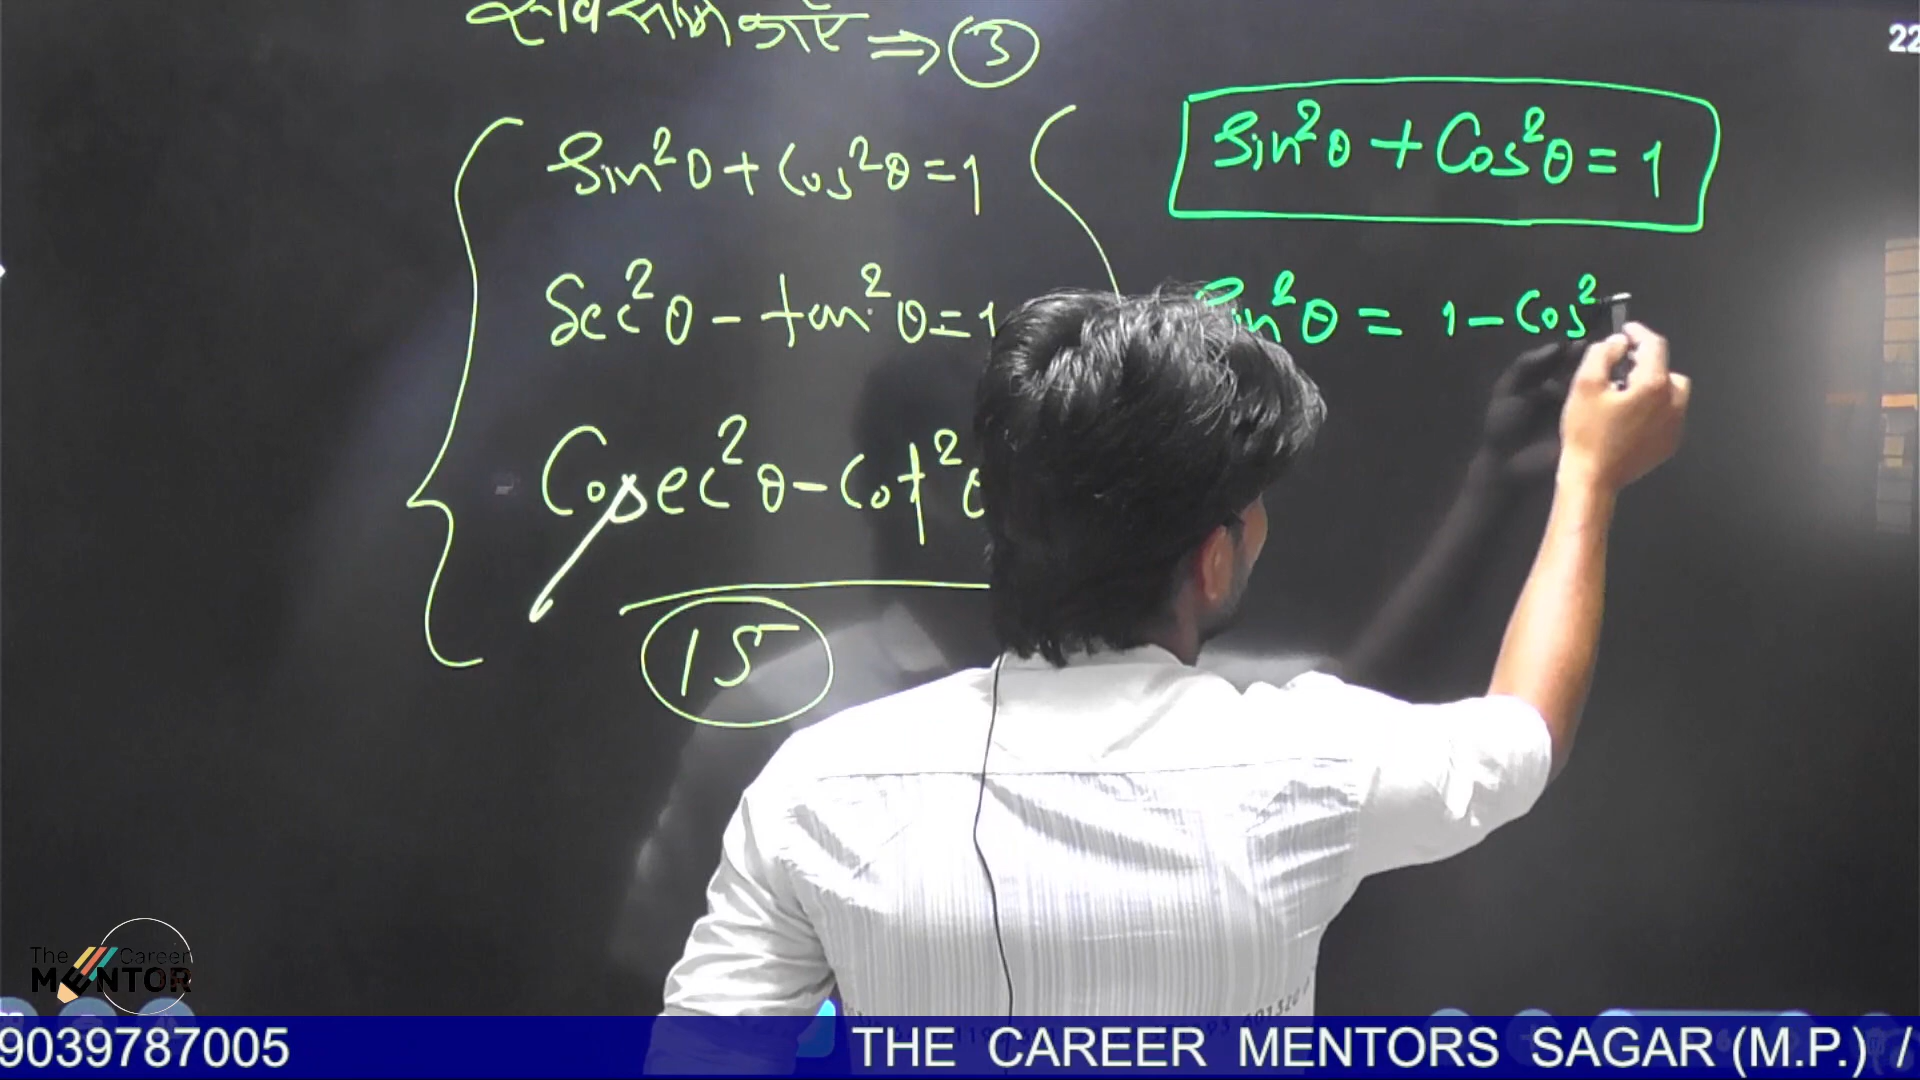 ⇒ 3
Sin²θ + Cos²θ = 1
Sec²θ - tan²θ = 1
Cosec²θ - Cot²θ
15
22
Sin²θ + Cos²θ = 1
Sin²θ = 1 - Cos²
The Career
MENTOR
9039787005 THE CAREER MENTORS SAGAR (M.P.) /